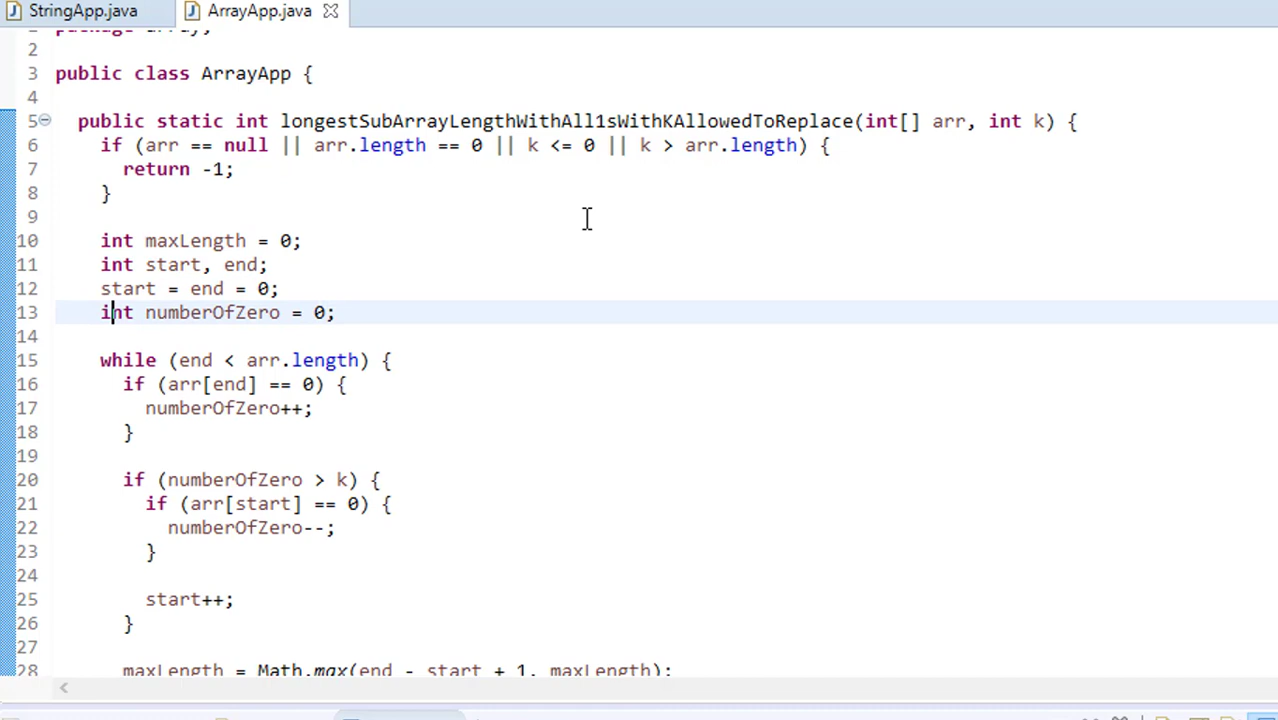 StringApp.java
ArrayApp.java
2
3 public class ArrayApp {
4
5 public static int longestSubArrayLengthWithAll1sWithKAllowedToReplace(int[] arr, int k) {
6 if (arr == null || arr.length == 0 || k <= 0 || k > arr.length) {
7 return -1;
8 }
9
10 int maxLength = 0;
11 int start, end;
12 start = end = 0;
13 int numberOfZero = 0;
14
15 while (end < arr.length) {
16 if (arr[end] == 0) {
17 numberOfZero++;
18 }
19
20 if (numberOfZero > k) {
21 if (arr[start] == 0) {
22 numberOfZero--;
23 }
24
25 start++;
26 }
27
28 maxLength = Math.max(end - start + 1, maxLength);